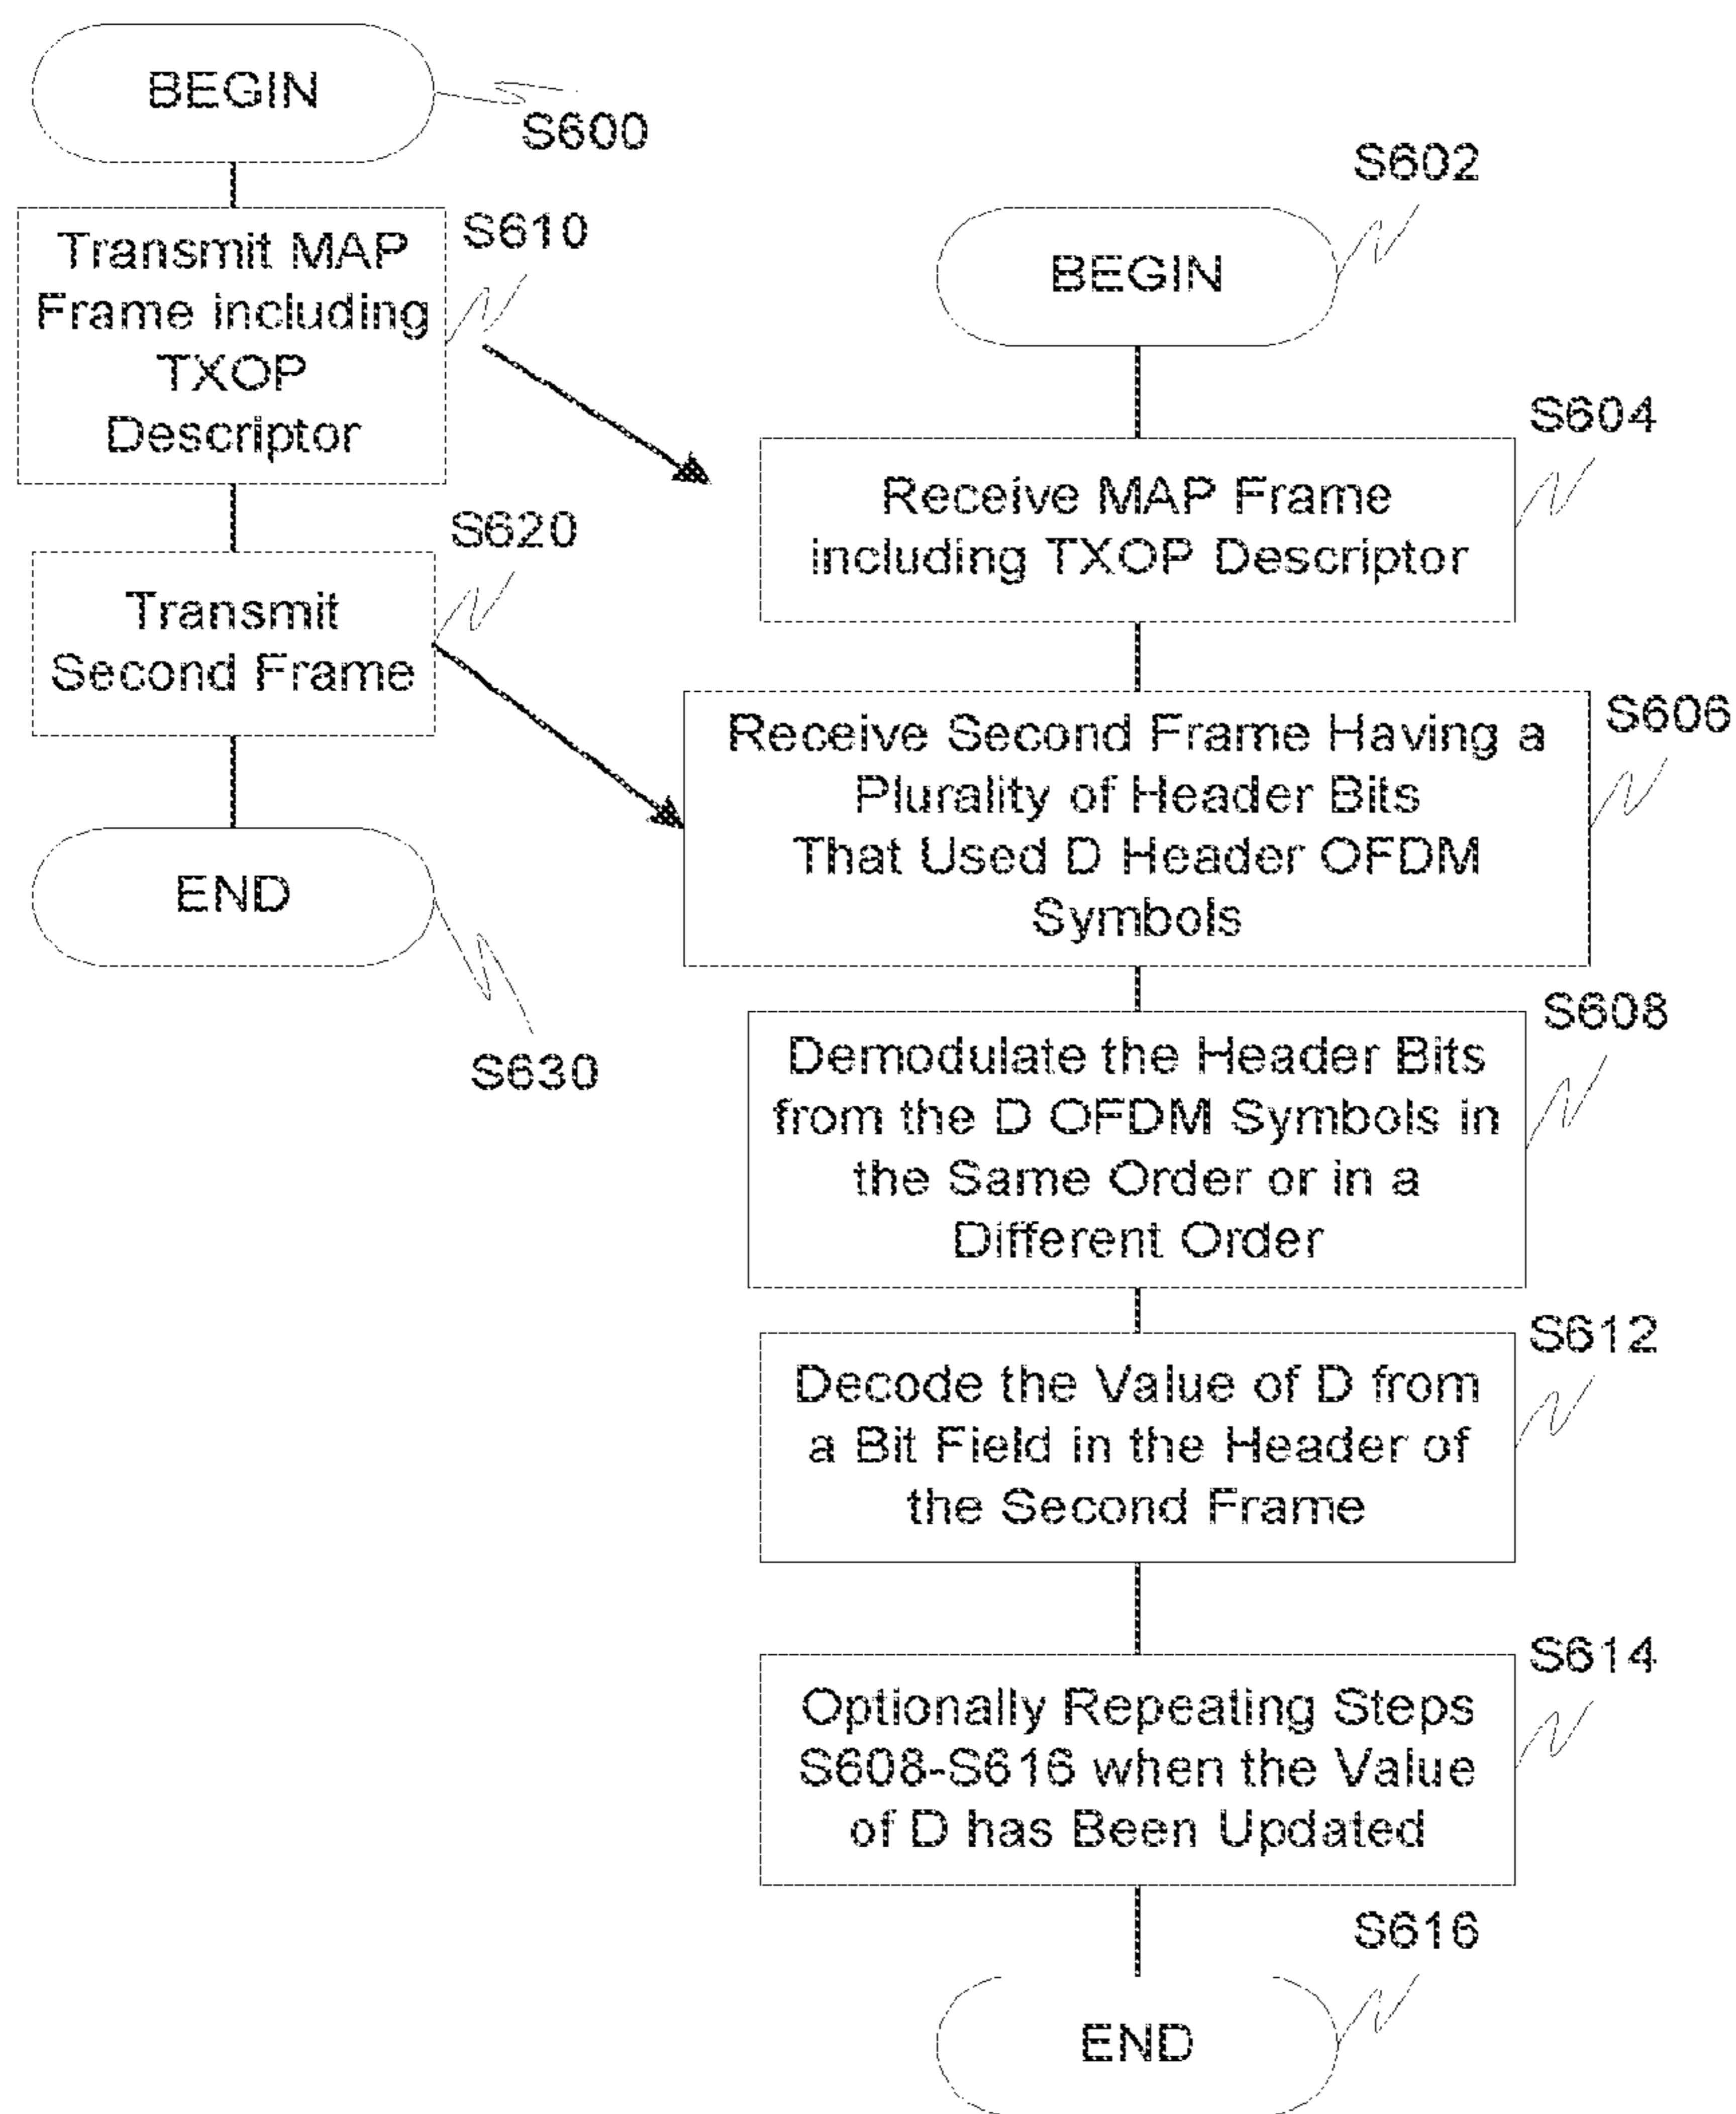 BEGIN
S600
Transmit MAP
Frame including
TXOP
Descriptor
S610
Transmit
Second Frame
S620
END
S630
BEGIN
S602
Receive MAP Frame
including TXOP Descriptor
S604
Receive Second Frame Having a
Plurality of Header Bits
That Used D Header OFDM
Symbols
S606
Demodulate the Header Bits
from the D OFDM Symbols in
the Same Order or in a
Different Order
S608
Decode the Value of D from
a Bit Field in the Header of
the Second Frame
S612
Optionally Repeating Steps
S608-S616 when the Value
of D has Been Updated
S614
END
S616